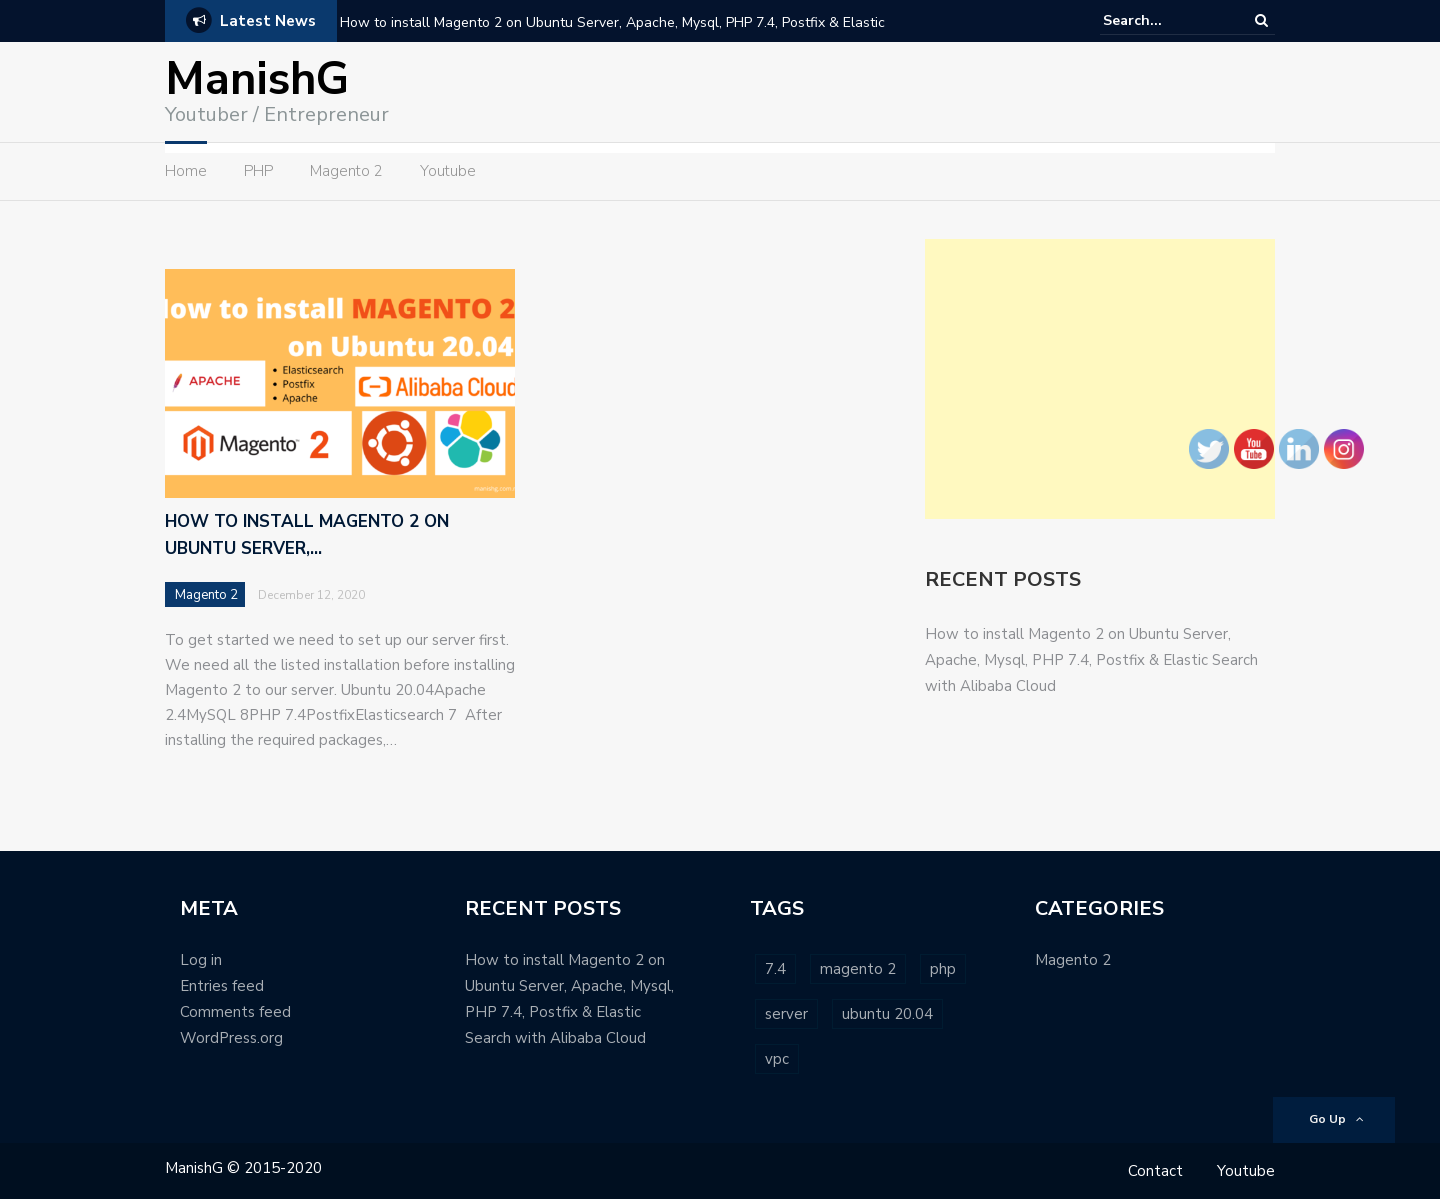 Latest News
How to install Magento 2 on Ubuntu Server, Apache, Mysql, PHP 7.4, Postfix & Elastic
Search...
ManishG
Youtuber / Entrepreneur
Home
PHP
Magento 2
Youtube
How to install MAGENTO 2
on Ubuntu 20.04
• Elasticsearch
• Postfix
• Apache
APACHE
Alibaba Cloud
Magento 2
You
Tube
in
HOW TO INSTALL MAGENTO 2 ON
UBUNTU SERVER,...
Magento 2
December 12, 2020
To get started we need to set up our server first.
We need all the listed installation before installing
Magento 2 to our server. Ubuntu 20.04Apache
2.4MySQL 8PHP 7.4PostfixElasticsearch 7  After
installing the required packages,...
RECENT POSTS
How to install Magento 2 on Ubuntu Server,
Apache, Mysql, PHP 7.4, Postfix & Elastic Search
with Alibaba Cloud
META
Log in
Entries feed
Comments feed
WordPress.org
RECENT POSTS
How to install Magento 2 on
Ubuntu Server, Apache, Mysql,
PHP 7.4, Postfix & Elastic
Search with Alibaba Cloud
TAGS
7.4
magento 2
php
server
ubuntu 20.04
vpc
CATEGORIES
Magento 2
Go Up
ManishG © 2015-2020
Contact
Youtube